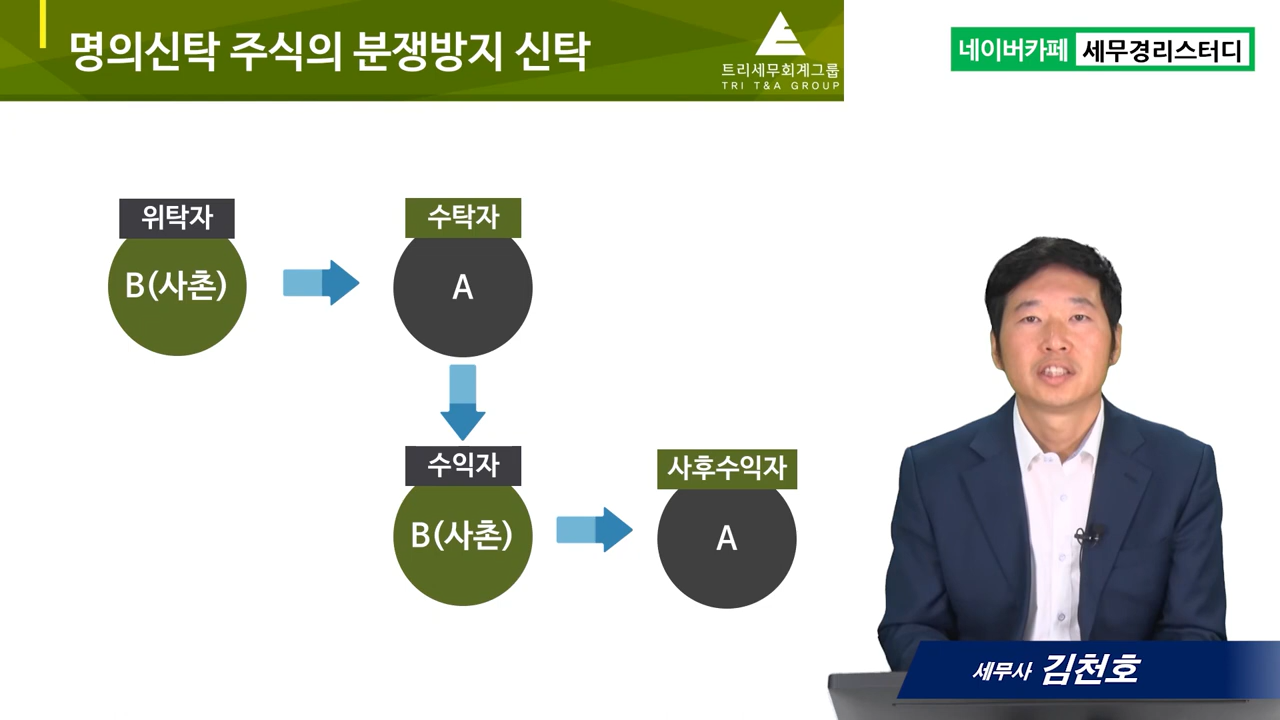 명의신탁 주식의 분쟁방지 신탁
트리세무회계그룹
TRI T&A GROUP
네이버카페 세무경리스터디
위탁자
B(사촌)
수탁자
A
수익자
B(사촌)
사후수익자
A
세무사 김천호